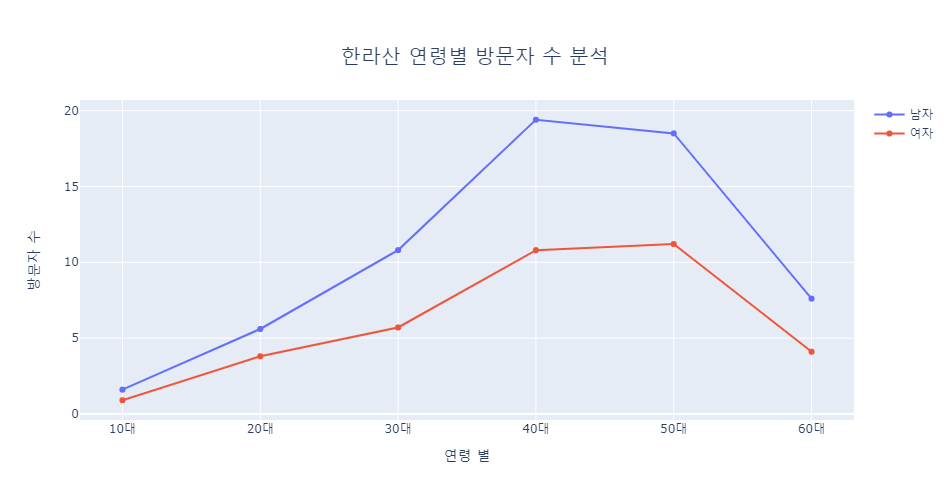 한라산 연령별 방문자 수 분석
남자
여자
방문자 수
20
15
10
5
0
10대
20대
30대
40대
50대
60대
연령 별